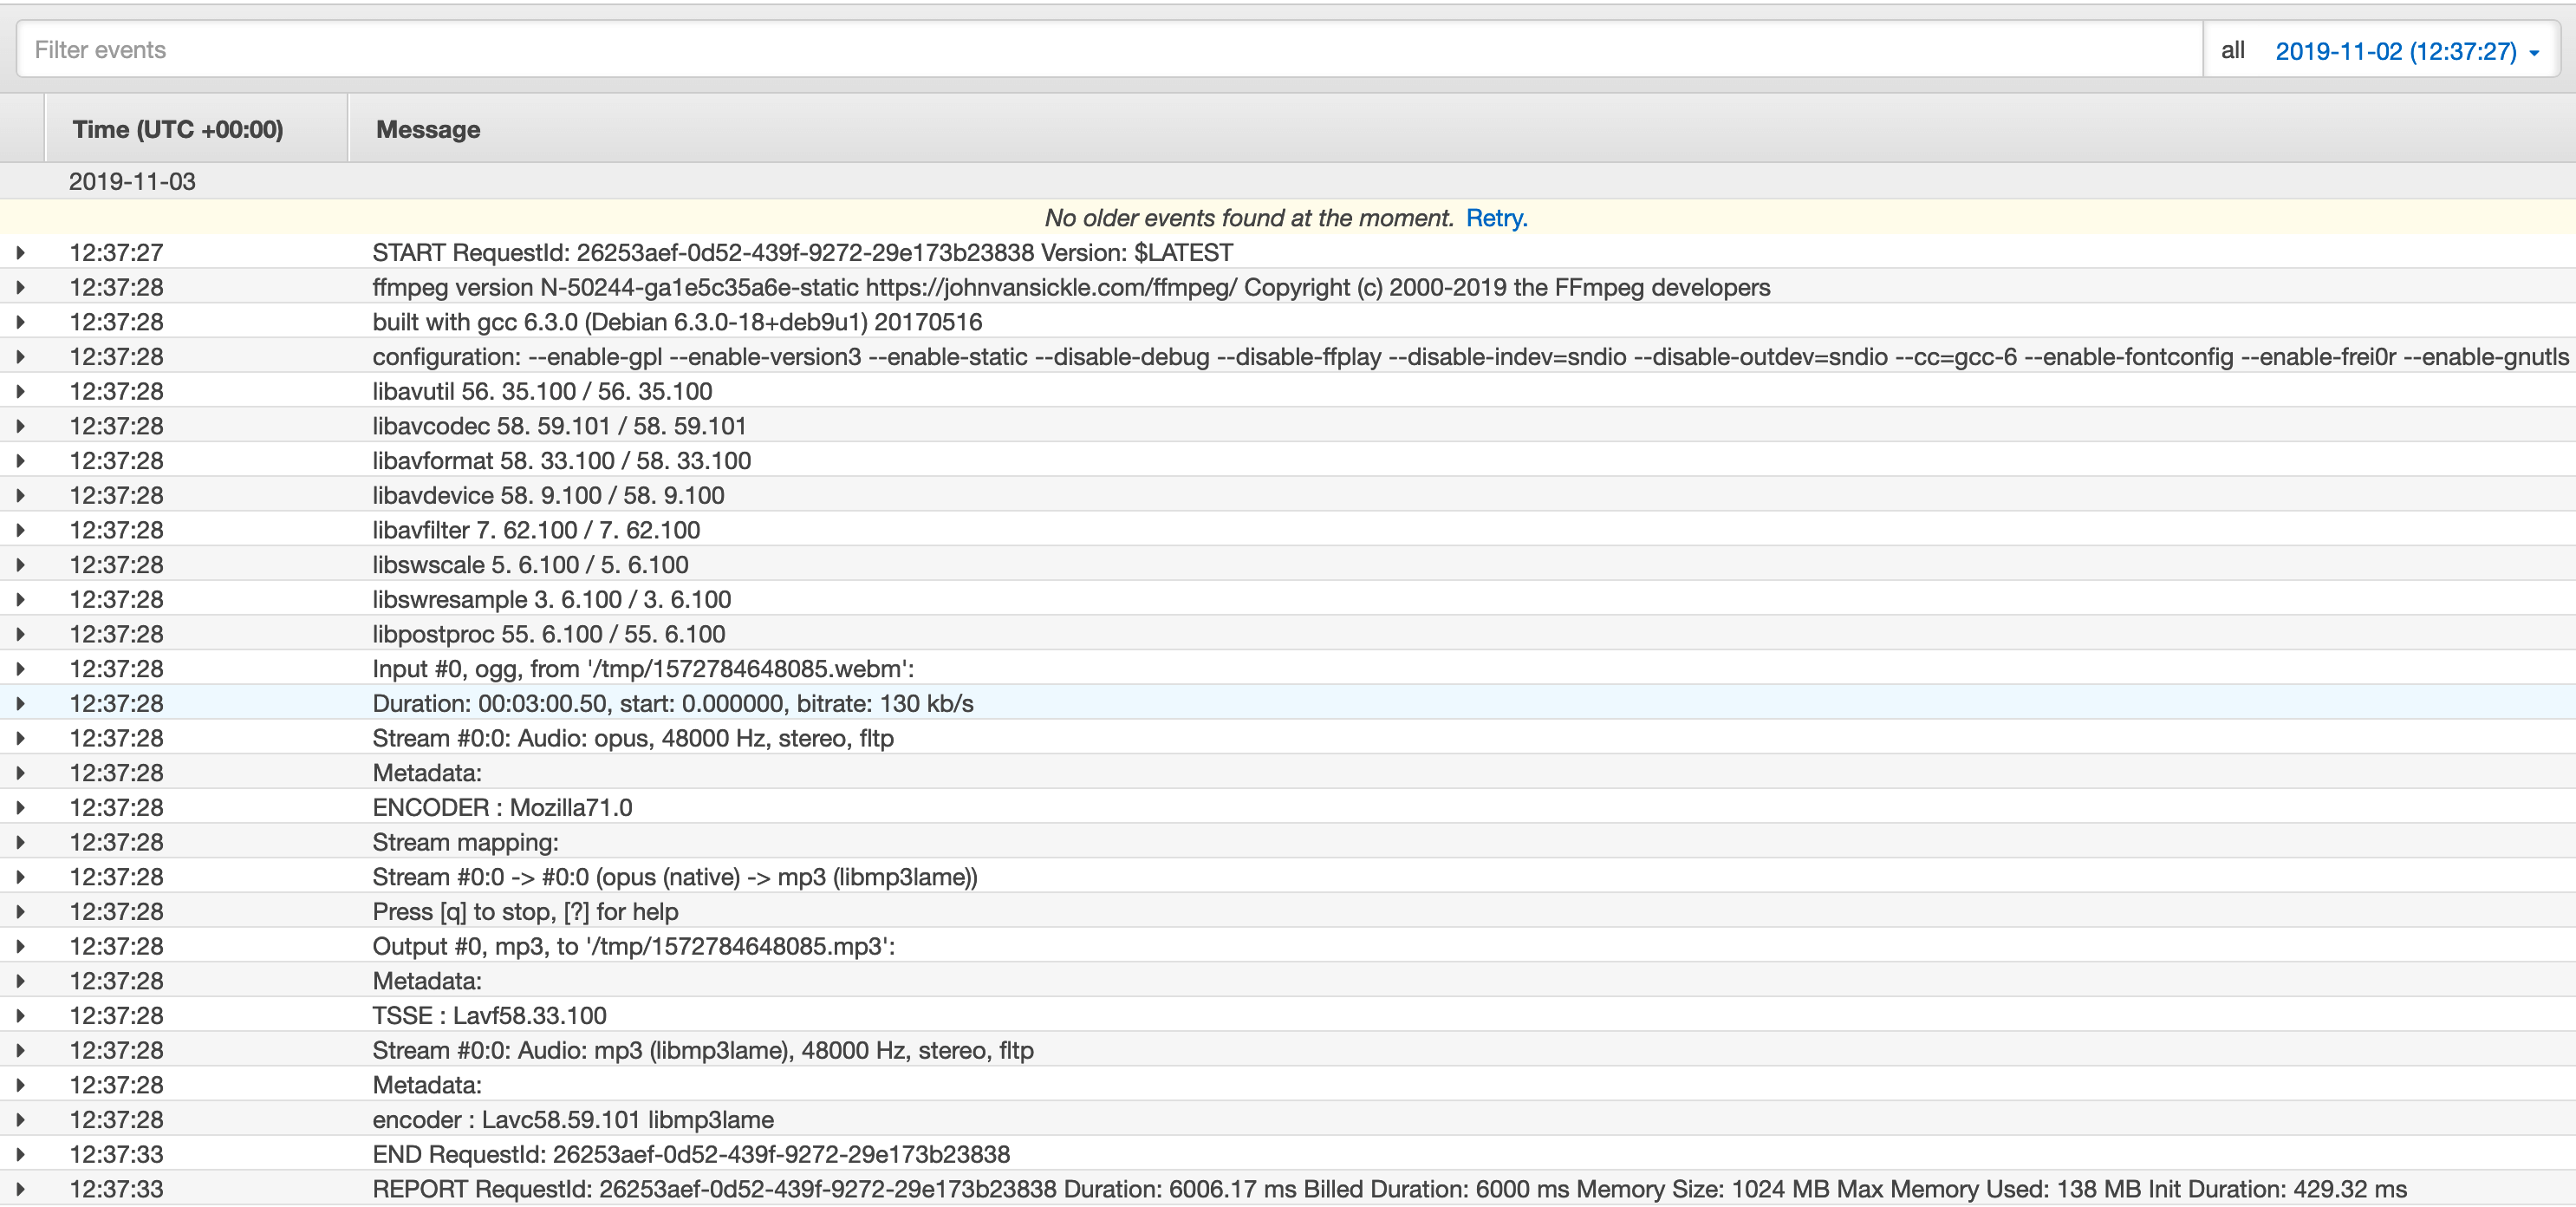 Filter events
all 2019-11-02 (12:37:27)
Time (UTC +00:00) Message
2019-11-03
No older events found at the moment. Retry.
12:37:27 START RequestId: 26253aef-0d52-439f-9272-29e173b23838 Version: $LATEST
12:37:28 ffmpeg version N-50244-ga1e5c35a6e-static https://johnvansickle.com/ffmpeg/ Copyright (c) 2000-2019 the FFmpeg developers
12:37:28 built with gcc 6.3.0 (Debian 6.3.0-18+deb9u1) 20170516
12:37:28 configuration: --enable-gpl --enable-version3 --enable-static --disable-debug --disable-ffplay --disable-indev=sndio --disable-outdev=sndio --cc=gcc-6 --enable-fontconfig --enable-frei0r --enable-gnutls
12:37:28 libavutil 56. 35.100 / 56. 35.100
12:37:28 libavcodec 58. 59.101 / 58. 59.101
12:37:28 libavformat 58. 33.100 / 58. 33.100
12:37:28 libavdevice 58. 9.100 / 58. 9.100
12:37:28 libavfilter 7. 62.100 / 7. 62.100
12:37:28 libswscale 5. 6.100 / 5. 6.100
12:37:28 libswresample 3. 6.100 / 3. 6.100
12:37:28 libpostproc 55. 6.100 / 55. 6.100
12:37:28 Input #0, ogg, from '/tmp/1572784648085.webm':
12:37:28 Duration: 00:03:00.50, start: 0.000000, bitrate: 130 kb/s
12:37:28 Stream #0:0: Audio: opus, 48000 Hz, stereo, fltp
12:37:28 Metadata:
12:37:28 ENCODER : Mozilla71.0
12:37:28 Stream mapping:
12:37:28 Stream #0:0 -> #0:0 (opus (native) -> mp3 (libmp3lame))
12:37:28 Press [q] to stop, [?] for help
12:37:28 Output #0, mp3, to '/tmp/1572784648085.mp3':
12:37:28 Metadata:
12:37:28 TSSE : Lavf58.33.100
12:37:28 Stream #0:0: Audio: mp3 (libmp3lame), 48000 Hz, stereo, fltp
12:37:28 Metadata:
12:37:28 encoder : Lavc58.59.101 libmp3lame
12:37:33 END RequestId: 26253aef-0d52-439f-9272-29e173b23838
12:37:33 REPORT RequestId: 26253aef-0d52-439f-9272-29e173b23838 Duration: 6006.17 ms Billed Duration: 6000 ms Memory Size: 1024 MB Max Memory Used: 138 MB Init Duration: 429.32 ms